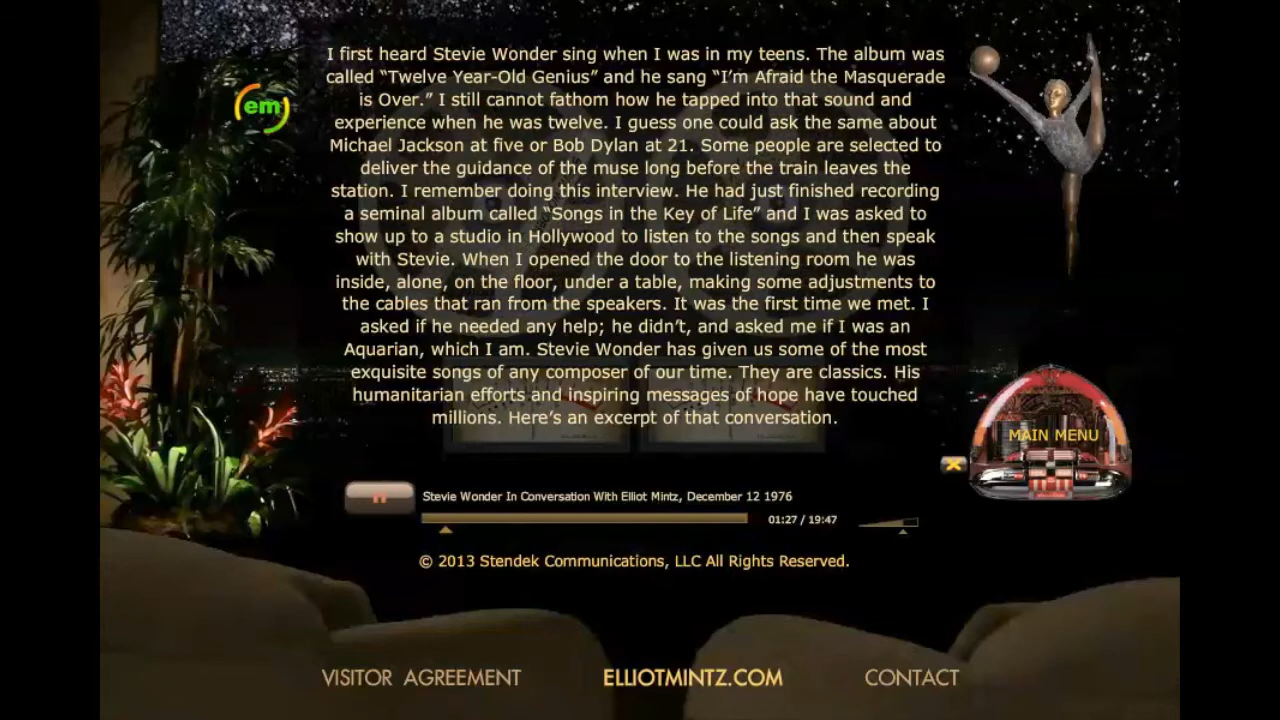 I first heard Stevie Wonder sing when I was in my teens. The album was
called “Twelve Year-Old Genius” and he sang “I’m Afraid the Masquerade
is Over.” I still cannot fathom how he tapped into that sound and
experience when he was twelve. I guess one could ask the same about
Michael Jackson at five or Bob Dylan at 21. Some people are selected to
deliver the guidance of the muse long before the train leaves the
station. I remember doing this interview. He had just finished recording
a seminal album called “Songs in the Key of Life” and I was asked to
show up to a studio in Hollywood to listen to the songs and then speak
with Stevie. When I opened the door to the listening room he was
inside, alone, on the floor, under a table, making some adjustments to
the cables that ran from the speakers. It was the first time we met. I
asked if he needed any help; he didn’t, and asked me if I was an
Aquarian, which I am. Stevie Wonder has given us some of the most
exquisite songs of any composer of our time. They are classics. His
humanitarian efforts and inspiring messages of hope have touched
millions. Here’s an excerpt of that conversation.
em
MAIN MENU
Stevie Wonder In Conversation With Elliot Mintz, December 12 1976
01:27 / 19:47
© 2013 Stendek Communications, LLC All Rights Reserved.
VISITOR AGREEMENT
ELLIOTMINTZ.COM
CONTACT